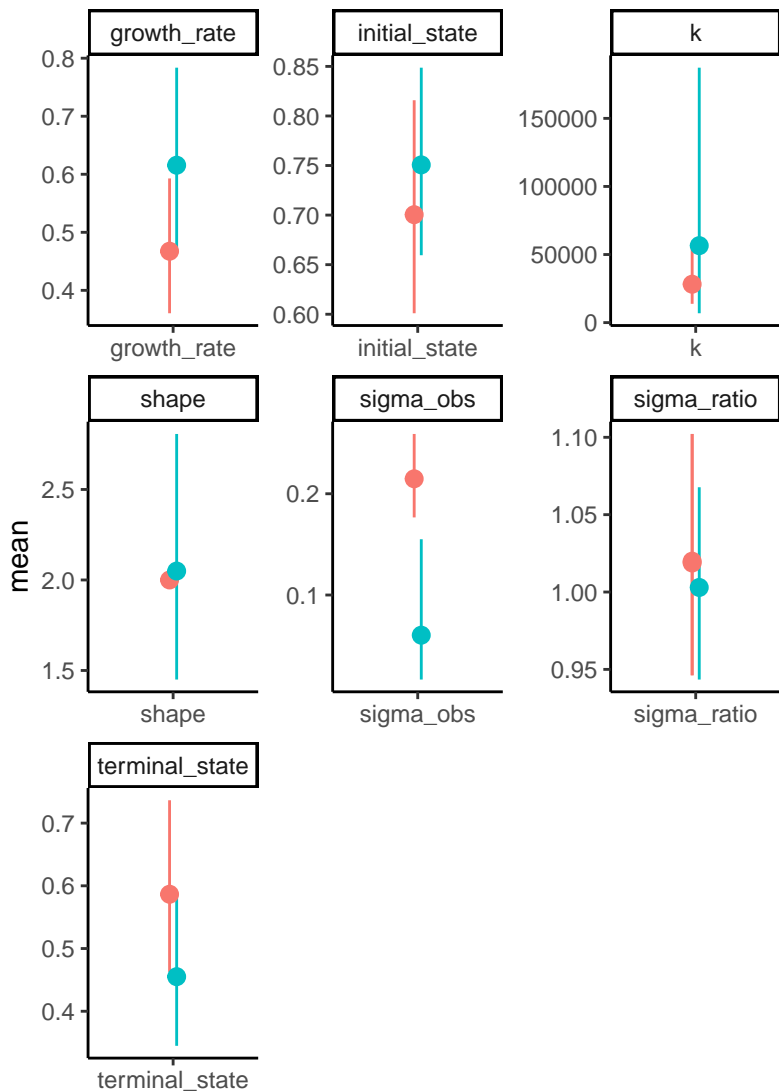 growth_rate
initial_state
k
0.8
0.7
0.6
0.5
0.4
0.85
0.80
0.75
0.70
0.65
0.60
150000
100000
50000
0
growth_rate
initial_state
k
shape
sigma_obs
sigma_ratio
mean
2.5
2.0
1.5
0.2
0.1
1.10
1.05
1.00
0.95
shape
sigma_obs
sigma_ratio
terminal_state
0.7
0.6
0.5
0.4
terminal_state